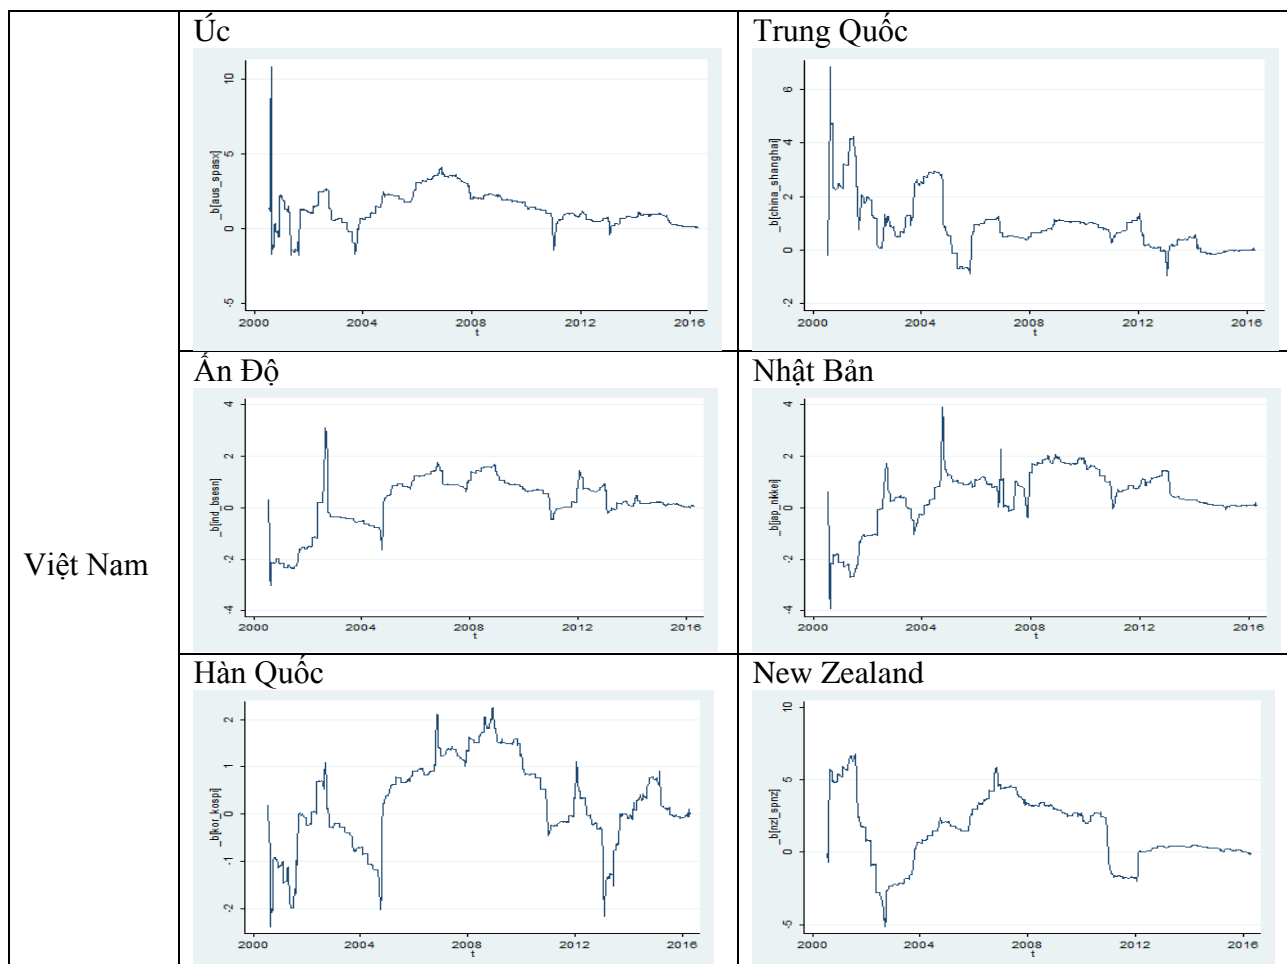 Việt Nam
Úc
_b[aus_spasx]
10
5
0
-5
2000 2004 2008 2012 2016
t
Trung Quốc
_b[china_shanghai]
6
4
2
0
-2
2000 2004 2008 2012 2016
t
Ấn Độ
_b[ind_bsesn]
4
2
0
-2
-4
2000 2004 2008 2012 2016
t
Nhật Bản
_b[jap_nkkei]
4
2
0
-2
-4
2000 2004 2008 2012 2016
t
Hàn Quốc
_b[kor_kospi]
2
1
0
-1
-2
2000 2004 2008 2012 2016
t
New Zealand
_b[nzl_spnz]
10
5
0
-5
2000 2004 2008 2012 2016
t